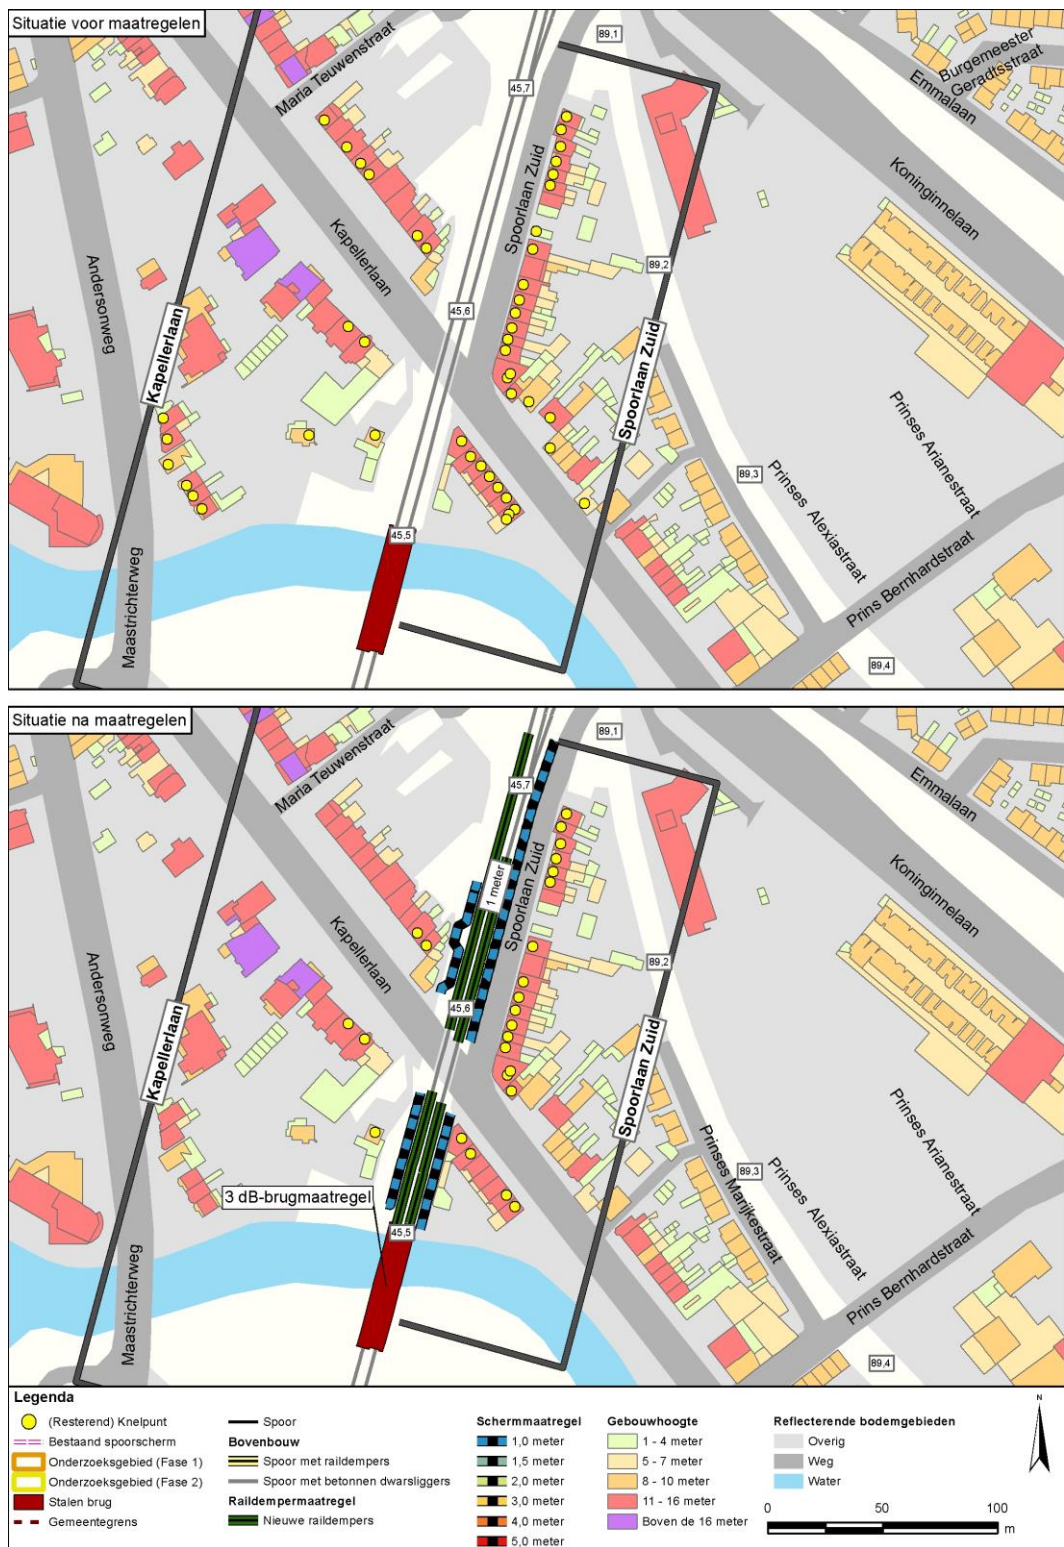 Situatie voor maatregelen
89,1
45,7
Maria Teuwenstraat
Burgemeester
Geradtsstraat
Emmalaan
Koninginnelaan
Spoorlaan Zuid
Kapellerlaan
Andersonweg
89,2
45,6
Kapellerlaan
Spoorlaan Zuid
Prinses Arianestraat
89,3
Prinses Alexiastraat
45,5
Maastrichterweg
Prins Bernhardstraat
89,4
Situatie na maatregelen
89,1
45,7
Maria Teuwenstraat
Emmalaan
1 meter
Spoorlaan Zuid
Koninginnelaan
Kapellerlaan
Andersonweg
89,2
45,6
Kapellerlaan
Spoorlaan Zuid
Prinses Arianestraat
89,3
Prinses Marijkestraat
Prinses Alexiastraat
3 dB-brugmaatregel
45,5
Maastrichterweg
Prins Bernhardstraat
89,4
Legenda
(Resterend) Knelpunt
Bestaand spoorscherm
Onderzoeksgebied (Fase 1)
Onderzoeksgebied (Fase 2)
Stalen brug
Gemeentegrens
Spoor
Bovenbouw
Spoor met raildempers
Spoor met betonnen dwarsliggers
Raildempermaatregel
Nieuwe raildempers
Schermmaatregel
1,0 meter
1,5 meter
2,0 meter
3,0 meter
4,0 meter
5,0 meter
Gebouwhoogte
1 - 4 meter
5 - 7 meter
8 - 10 meter
11 - 16 meter
Boven de 16 meter
Reflecterende bodemgebieden
Overig
Weg
Water
N
0 50 100
m